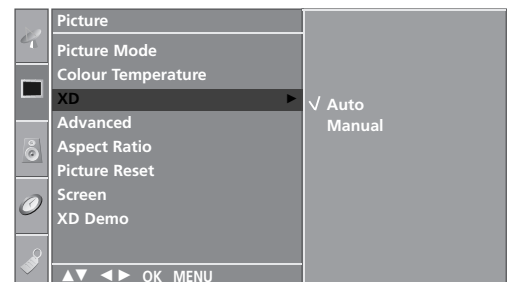 Picture
Picture Mode
Colour Temperature
XD ►
Advanced
Aspect Ratio
Picture Reset
Screen
XD Demo
√ Auto
Manual
▲▼ ◄► OK MENU